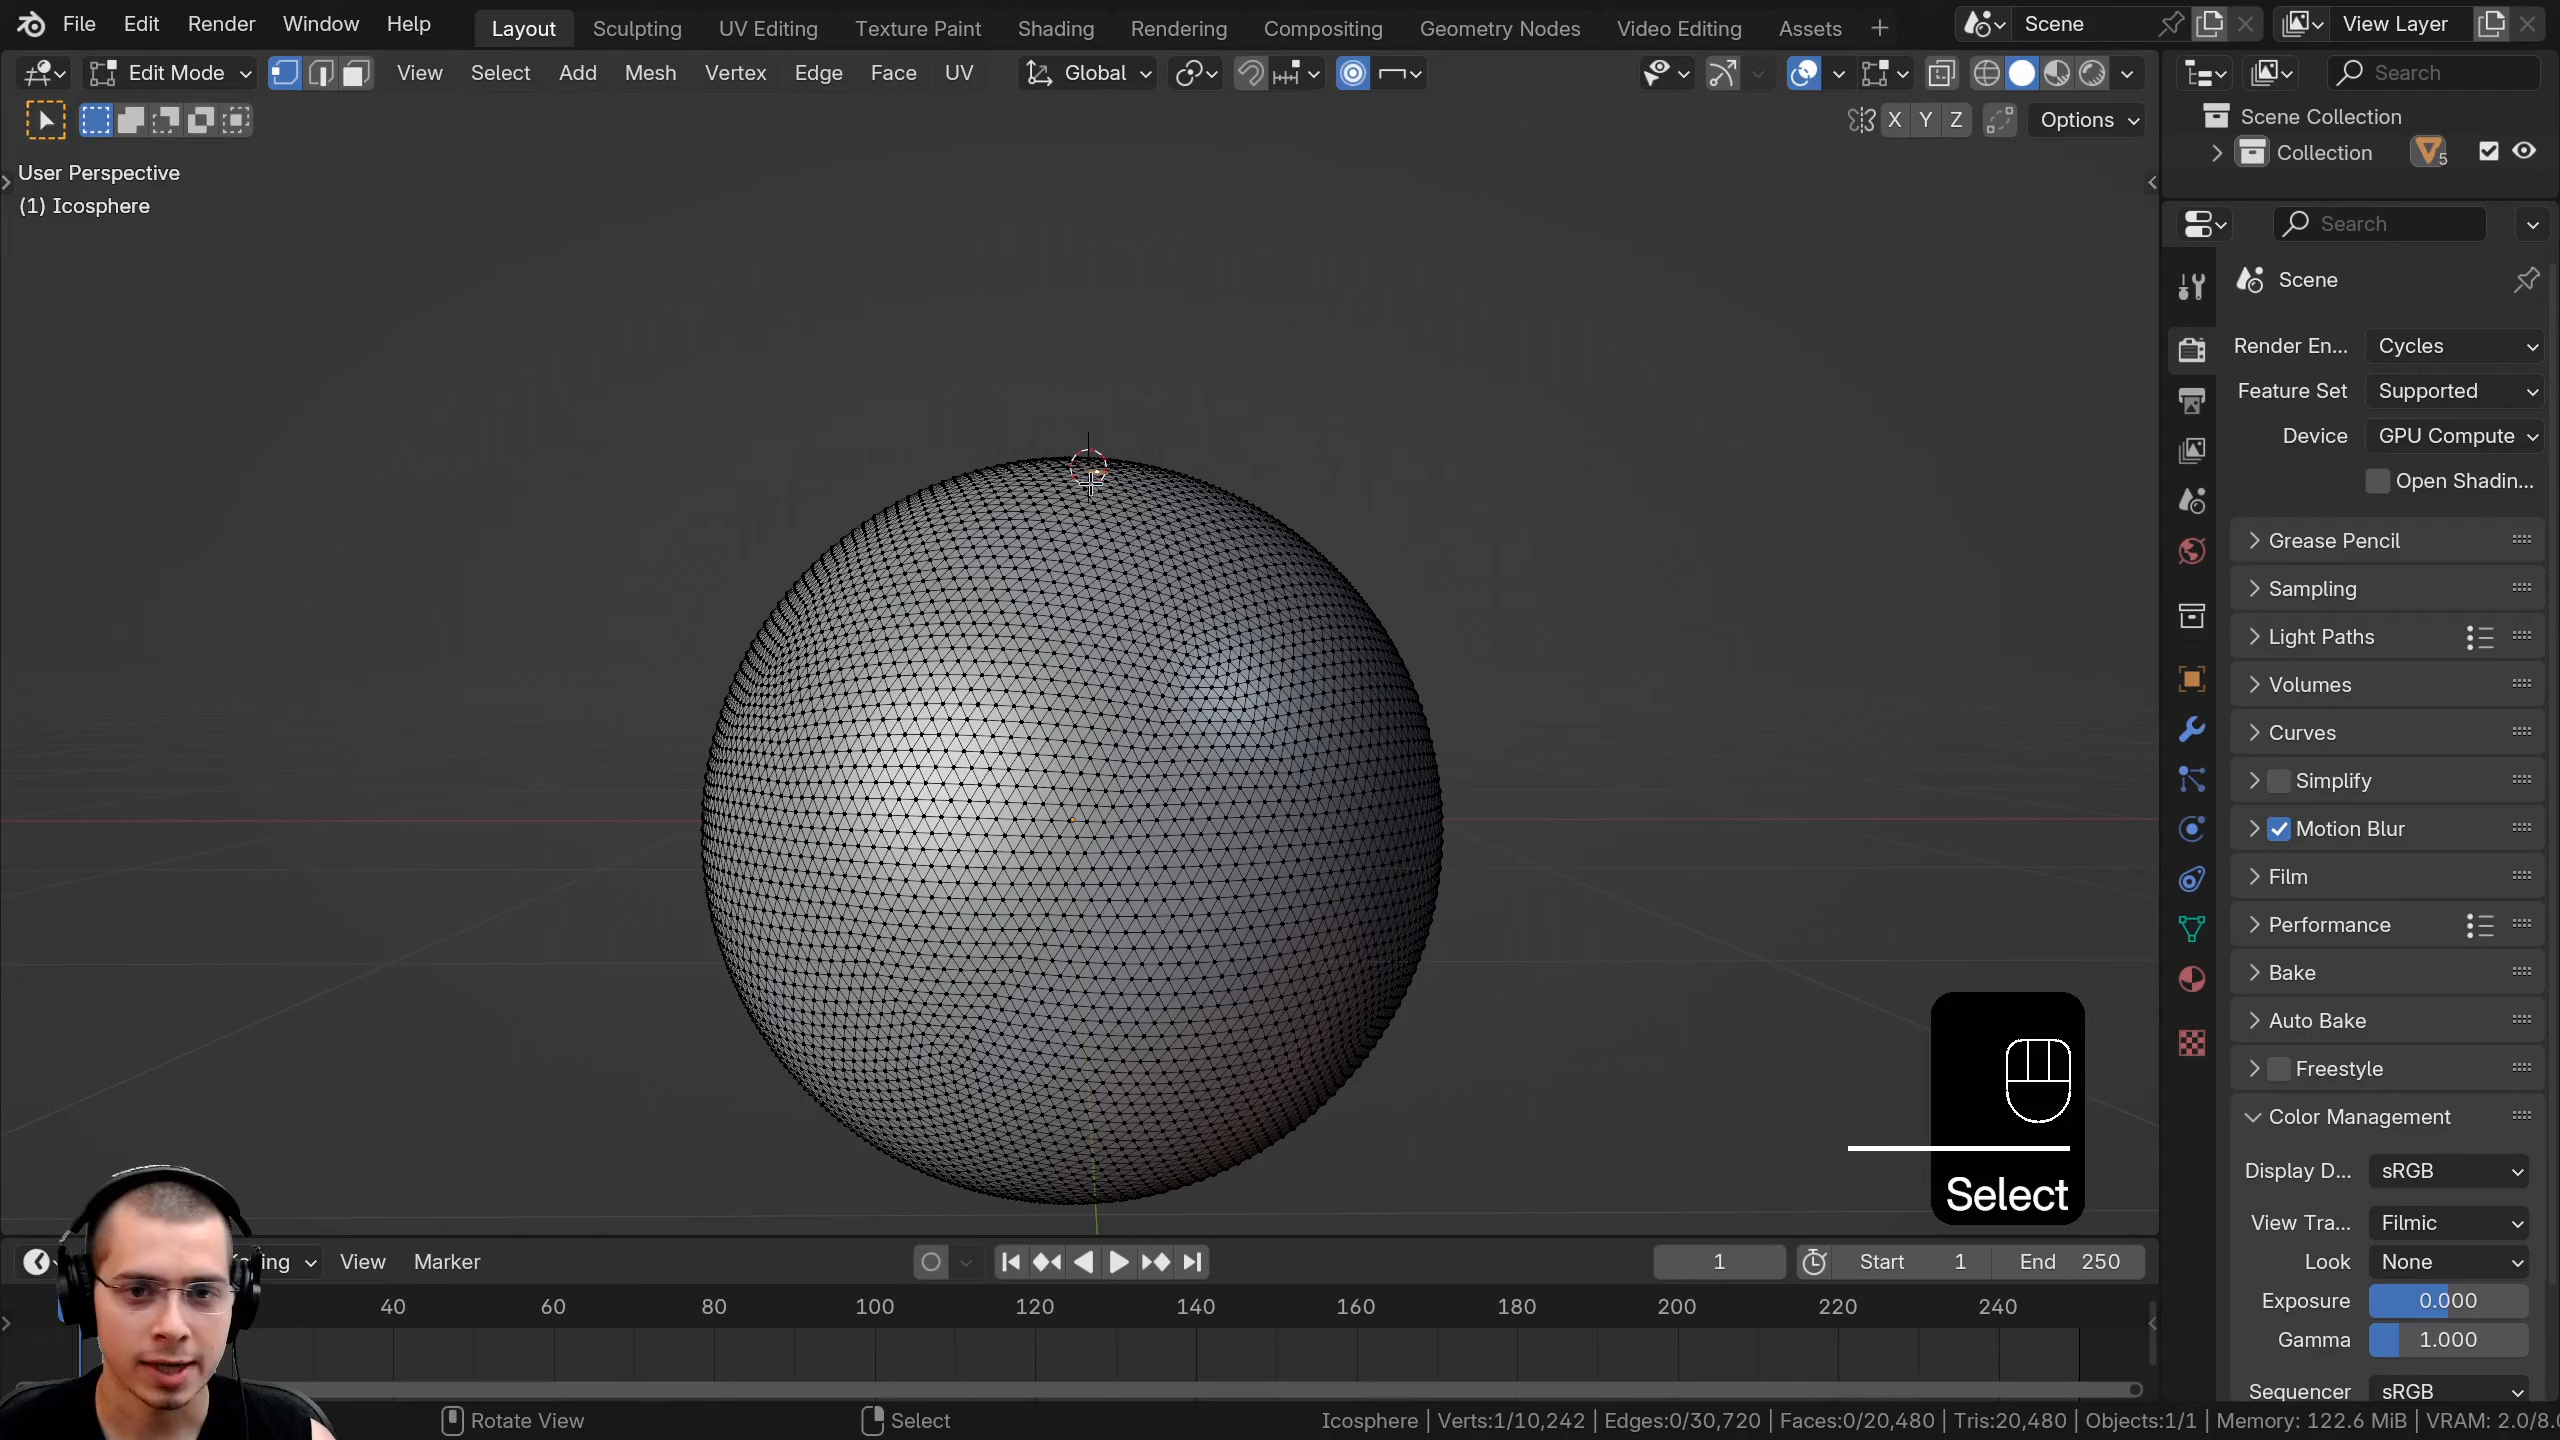 File Edit Render Window Help Layout Sculpting UV Editing Texture Paint Shading Rendering Compositing Geometry Nodes Video Editing Assets + Scene View Layer
Edit Mode View Select Add Mesh Vertex Edge Face UV Global Search
X Y Z Options
Scene Collection
Collection 5
User Perspective
(1) Icosphere
Search
Scene
Render En... Cycles
Feature Set Supported
Device GPU Compute
Open Shadin...
Grease Pencil
Sampling
Light Paths
Volumes
Curves
Simplify
Motion Blur
Film
Performance
Bake
Auto Bake
Freestyle
Color Management
Display D... sRGB
View Tra... Filmic
Look None
Exposure 0.000
Gamma 1.000
Sequencer sRGB
Select
View Marker 1 Start 1 End 250
40 60 80 100 120 140 160 180 200 220 240
Rotate View Select Icosphere | Verts:1/10,242 | Edges:0/30,720 | Faces:0/20,480 | Tris:20,480 | Objects:1/1 | Memory: 122.6 MiB | VRAM: 2.0/8.